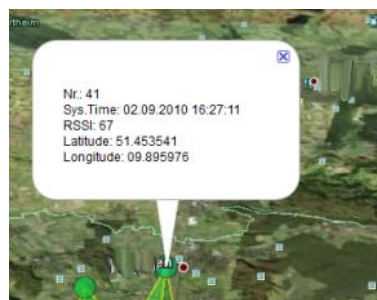 rtheim
Nr.: 41
Sys.Time: 02.09.2010 16:27:11
RSSI: 67
Latitude: 51.453541
Longitude: 09.895976